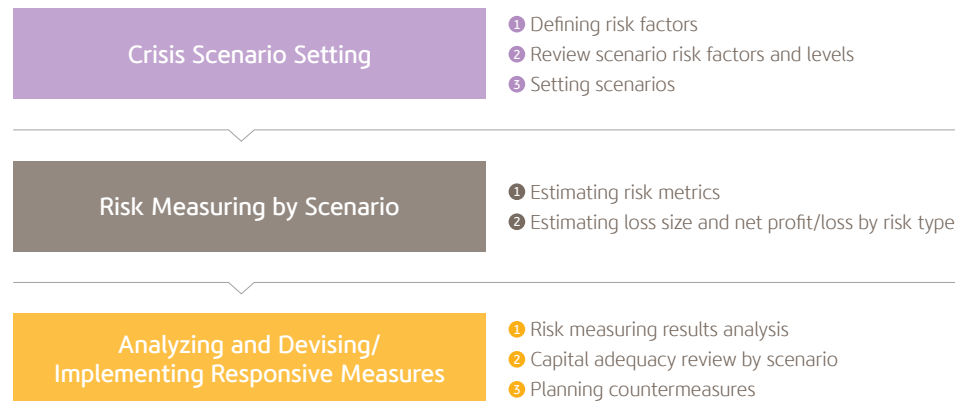 Crisis Scenario Setting
1 Defining risk factors
2 Review scenario risk factors and levels
3 Setting scenarios
Risk Measuring by Scenario
1 Estimating risk metrics
2 Estimating loss size and net profit/loss by risk type
Analyzing and Devising/
Implementing Responsive Measures
1 Risk measuring results analysis
2 Capital adequacy review by scenario
3 Planning countermeasures